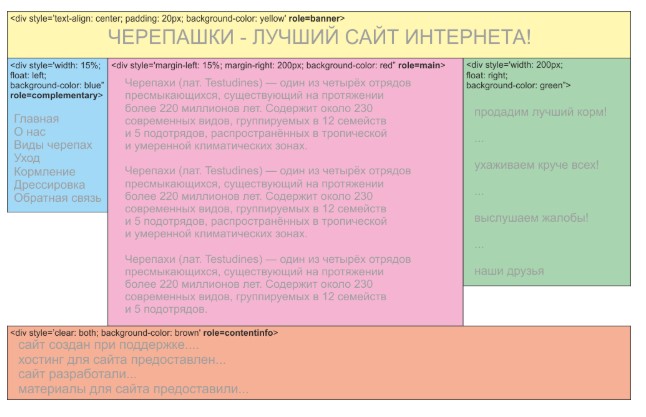 <div style='text-align: center; padding: 20px; background-color: yellow' role=banner>
ЧЕРЕПАШКИ - ЛУЧШИЙ САЙТ ИНТЕРНЕТА!
<div style='width: 15%;
float: left;
background-color: blue"
role=complementary>
Главная
О нас
Виды черепах
Уход
Кормление
Дрессировка
Обратная связь
<div style='margin-left: 15%; margin-right: 200px; background-color: red" role=main>
Черепахи (лат. Testudines) — один из четырёх отрядов
пресмыкающихся, существующий на протяжении
более 220 миллионов лет. Содержит около 230
современных видов, группируемых в 12 семейств
и 5 подотрядов, распространённых в тропической
и умеренной климатических зонах.
Черепахи (лат. Testudines) — один из четырёх отрядов
пресмыкающихся, существующий на протяжении
более 220 миллионов лет. Содержит около 230
современных видов, группируемых в 12 семейств
и 5 подотрядов, распространённых в тропической
и умеренной климатических зонах.
Черепахи (лат. Testudines) — один из четырёх отрядов
пресмыкающихся, существующий на протяжении
более 220 миллионов лет. Содержит около 230
современных видов, группируемых в 12 семейств
и 5 подотрядов.
<div style='width: 200px;
float: right;
background-color: green">
продадим лучший корм!
...
ухаживаем круче всех!
...
выслушаем жалобы!
...
наши друзья
<div style='clear: both; background-color: brown' role=contentinfo>
сайт создан при поддержке....
хостинг для сайта предоставлен...
сайт разработали...
материалы для сайта предоставили...